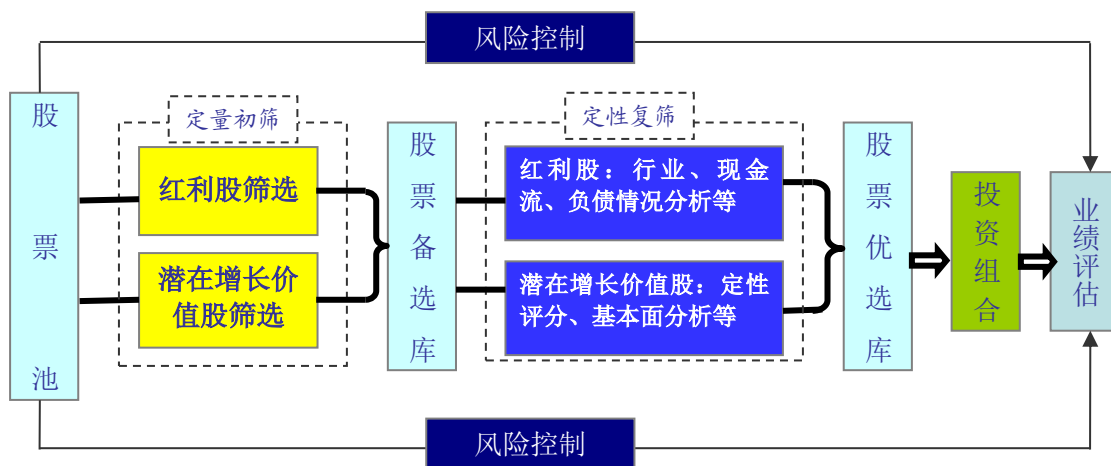 风险控制
股票池
定量初筛
红利股筛选
潜在增长价
值股筛选
股票备选库
定性复筛
红利股：行业、现金
流、负债情况分析等
潜在增长价值股：定性
评分、基本面分析等
股票优选库
投资组合
业绩评估
风险控制